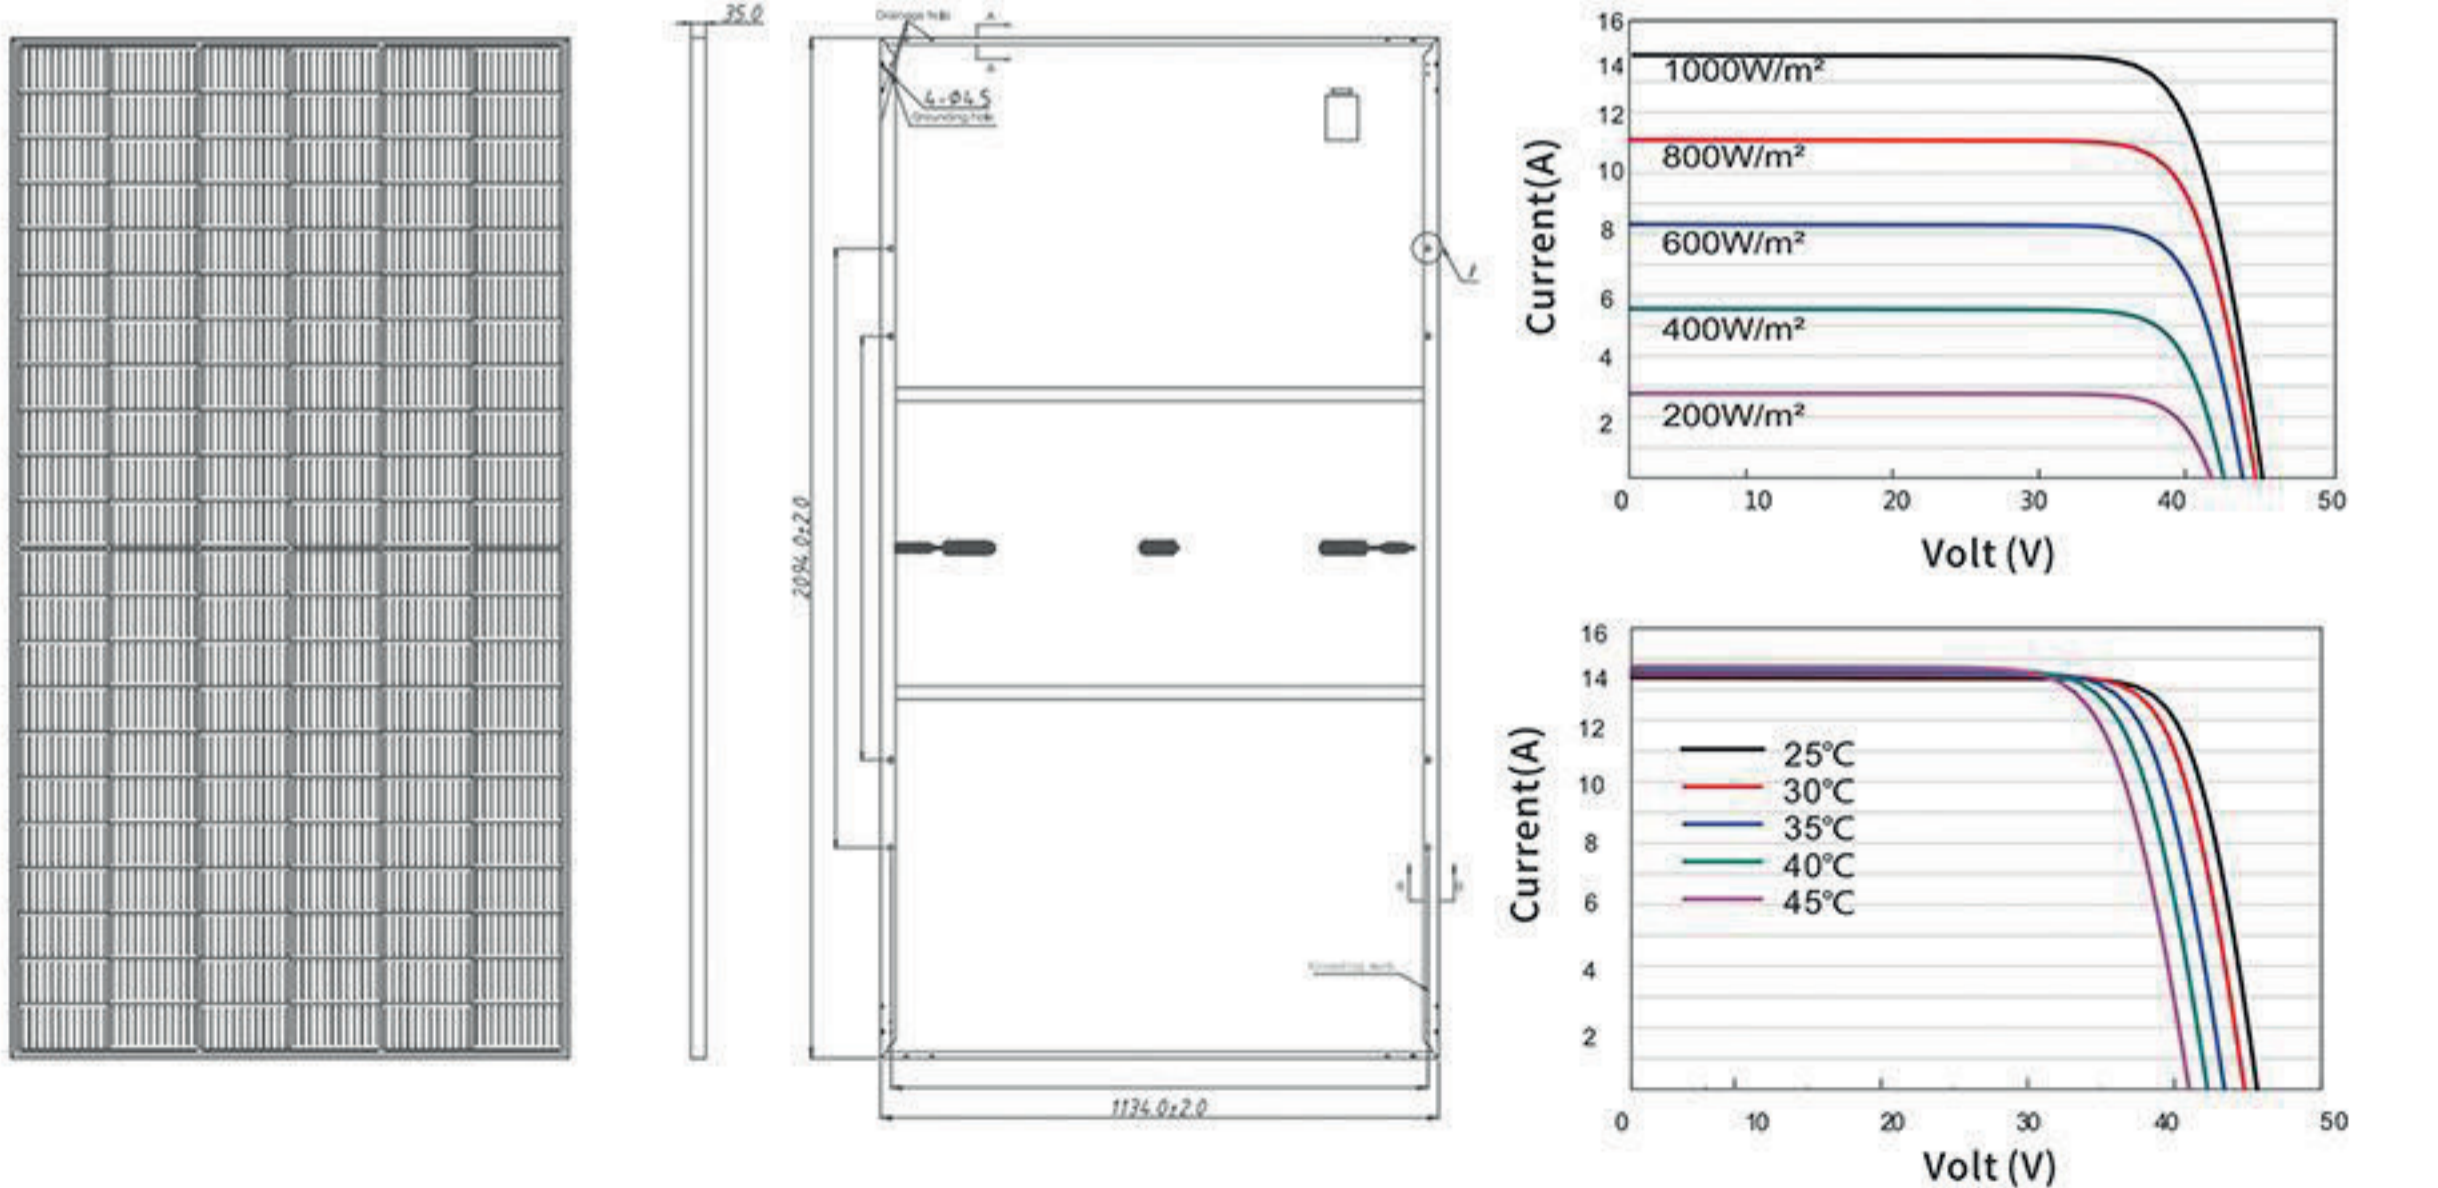 35.0
Drainage hole
A
A
4-Ø4.5
Grounding hole
2094.0±2.0
1134.0±2.0
16
14
12
10
8
6
4
2
Current(A)
1000W/m²
800W/m²
600W/m²
400W/m²
200W/m²
0 10 20 30 40 50
Volt (V)
16
14
12
10
8
6
4
2
Current(A)
25℃
30℃
35℃
40℃
45℃
0 10 20 30 40 50
Volt (V)